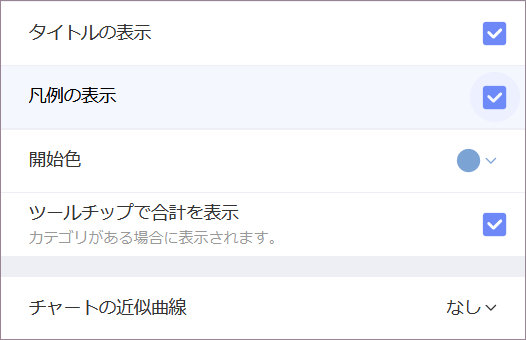 タイトルの表示
凡例の表示
開始色
ツールチップで合計を表示
カテゴリがある場合に表示されます。
チャートの近似曲線 なし